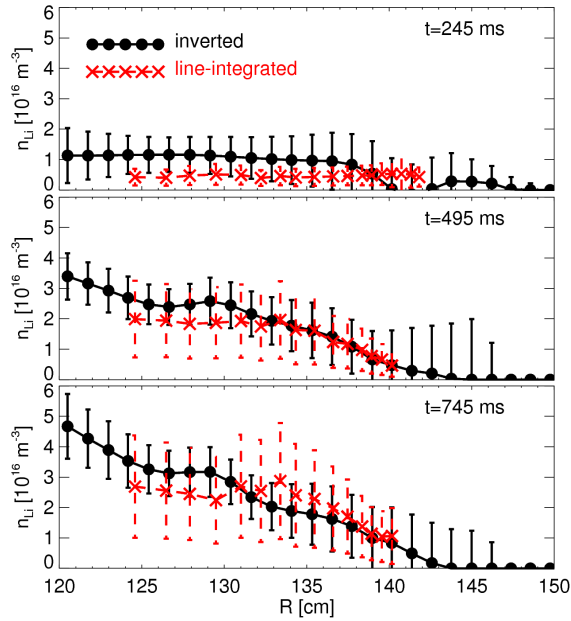 6
5
4
3
2
1
0
n_Li [10^16 m^-3]
inverted
line-integrated
t=245 ms
6
5
4
3
2
1
0
n_Li [10^16 m^-3]
t=495 ms
6
5
4
3
2
1
0
n_Li [10^16 m^-3]
t=745 ms
120 125 130 135 140 145 150
R [cm]